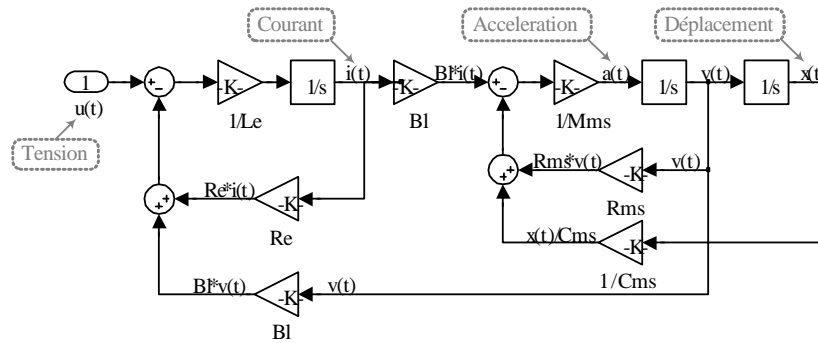 Courant
Acceleration
Déplacement
1
u(t)
Tension
+
-
-K-
1/Le
1/s
i(t)
-K-
Bl
Bl*i(t)
+
-
-K-
1/Mms
a(t)
1/s
v(t)
1/s
x(t)
+
+
Re*i(t)
-K-
Re
+
+
Rms*v(t)
-K-
v(t)
Rms
x(t)/Cms
-K-
1/Cms
Bl*v(t)
-K-
v(t)
Bl